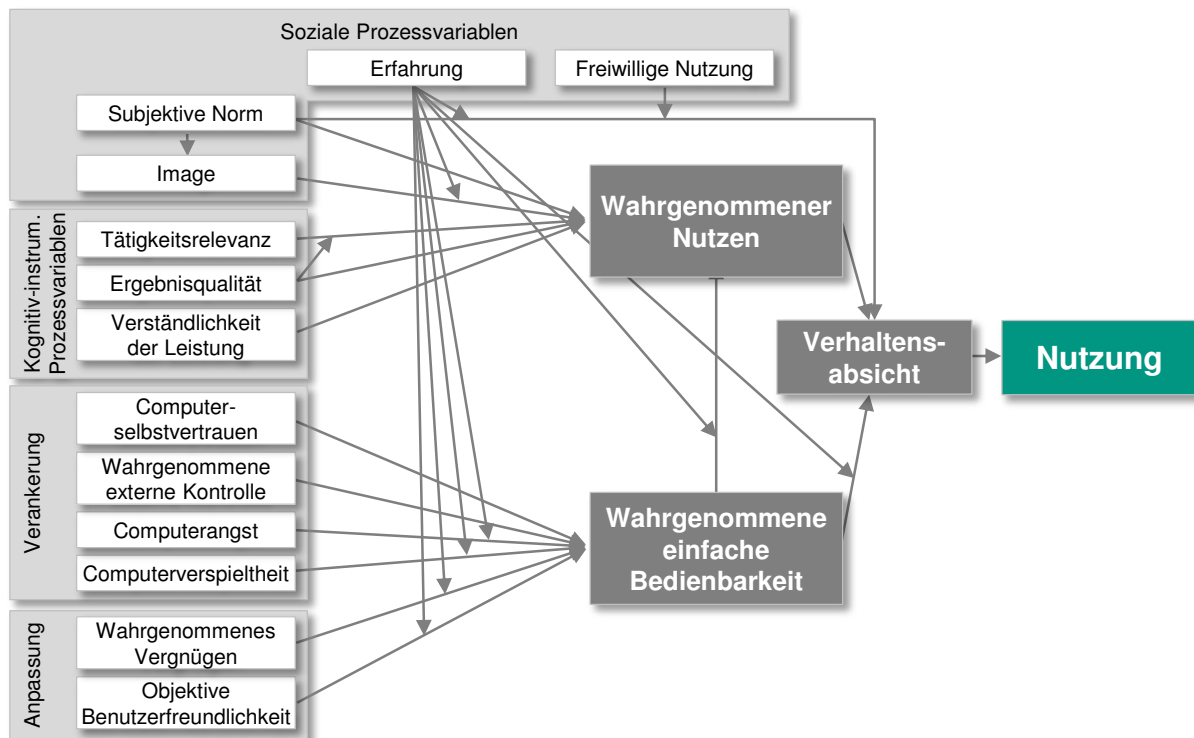 Soziale Prozessvariablen
Erfahrung
Freiwillige Nutzung
Subjektive Norm
Image
Kognitiv-instrum.
Prozessvariablen
Tätigkeitsrelevanz
Ergebnisqualität
Verständlichkeit
der Leistung
Verankerung
Computer-
selbstvertrauen
Wahrgenommene
externe Kontrolle
Computerangst
Computerverspieltheit
Anpassung
Wahrgenommenes
Vergnügen
Objektive
Benutzerfreundlichkeit
Wahrgenommener
Nutzen
Wahrgenommene
einfache
Bedienbarkeit
Verhaltens-
absicht
Nutzung